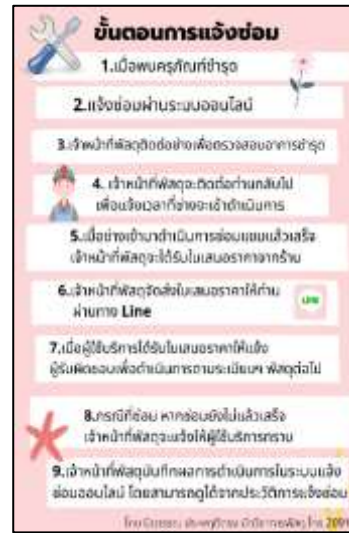 ขั้นตอนการแจ้งซ่อม
1.เมื่อพบครุภัณฑ์ชำรุด
2.แจ้งซ่อมผ่านระบบออนไลน์
3.เจ้าหน้าที่พัสดุติดต่อช่างเพื่อตรวจสอบอาการชำรุด
4. เจ้าหน้าที่พัสดุจะติดต่อท่านกลับไป
เพื่อแจ้งเวลาที่ช่างจะเข้าดำเนินการ
5.เมื่อช่างเข้ามาดำเนินการซ่อมแซมแล้วเสร็จ
เจ้าหน้าที่พัสดุจะได้รับใบเสนอราคาจากร้าน
6.เจ้าหน้าที่พัสดุจัดส่งใบเสนอราคาให้ท่าน
ผ่านทาง Line
LINE
7.เมื่อผู้ใช้บริการได้รับใบเสนอราคาให้แจ้ง
ผู้รับผิดชอบเพื่อดำเนินการตามระเบียบฯ พัสดุต่อไป
8.กรณีที่ซ่อม หากซ่อมยังไม่แล้วเสร็จ
เจ้าหน้าที่พัสดุจะแจ้งให้ผู้ใช้บริการทราบ
9.เจ้าหน้าที่พัสดุบันทึกผลการดำเนินการในระบบแจ้ง
ซ่อมออนไลน์ โดยสามารถดูได้จากประวัติการแจ้งซ่อม
โทร 2091